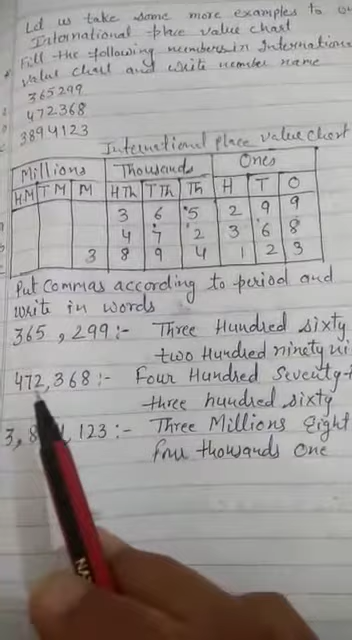 Let us take some more examples to
International place value chart
Fill the following numbers in International
value chart and write number name
365299
472368
3894123
International place value chart
Millions Thousands Ones
HM TM M H Th T Th Th H T O
3 6 5 2 9 9
4 7 2 3 6 8
3 8 9 4 1 2 3
Put Commas according to period and
write in words
365,299:- Three Hundred sixty
two Hundred ninety
472,368:- Four Hundred Seventy
three hundred sixty
3,8 ,123:- Three Millions Eight
four thousands One